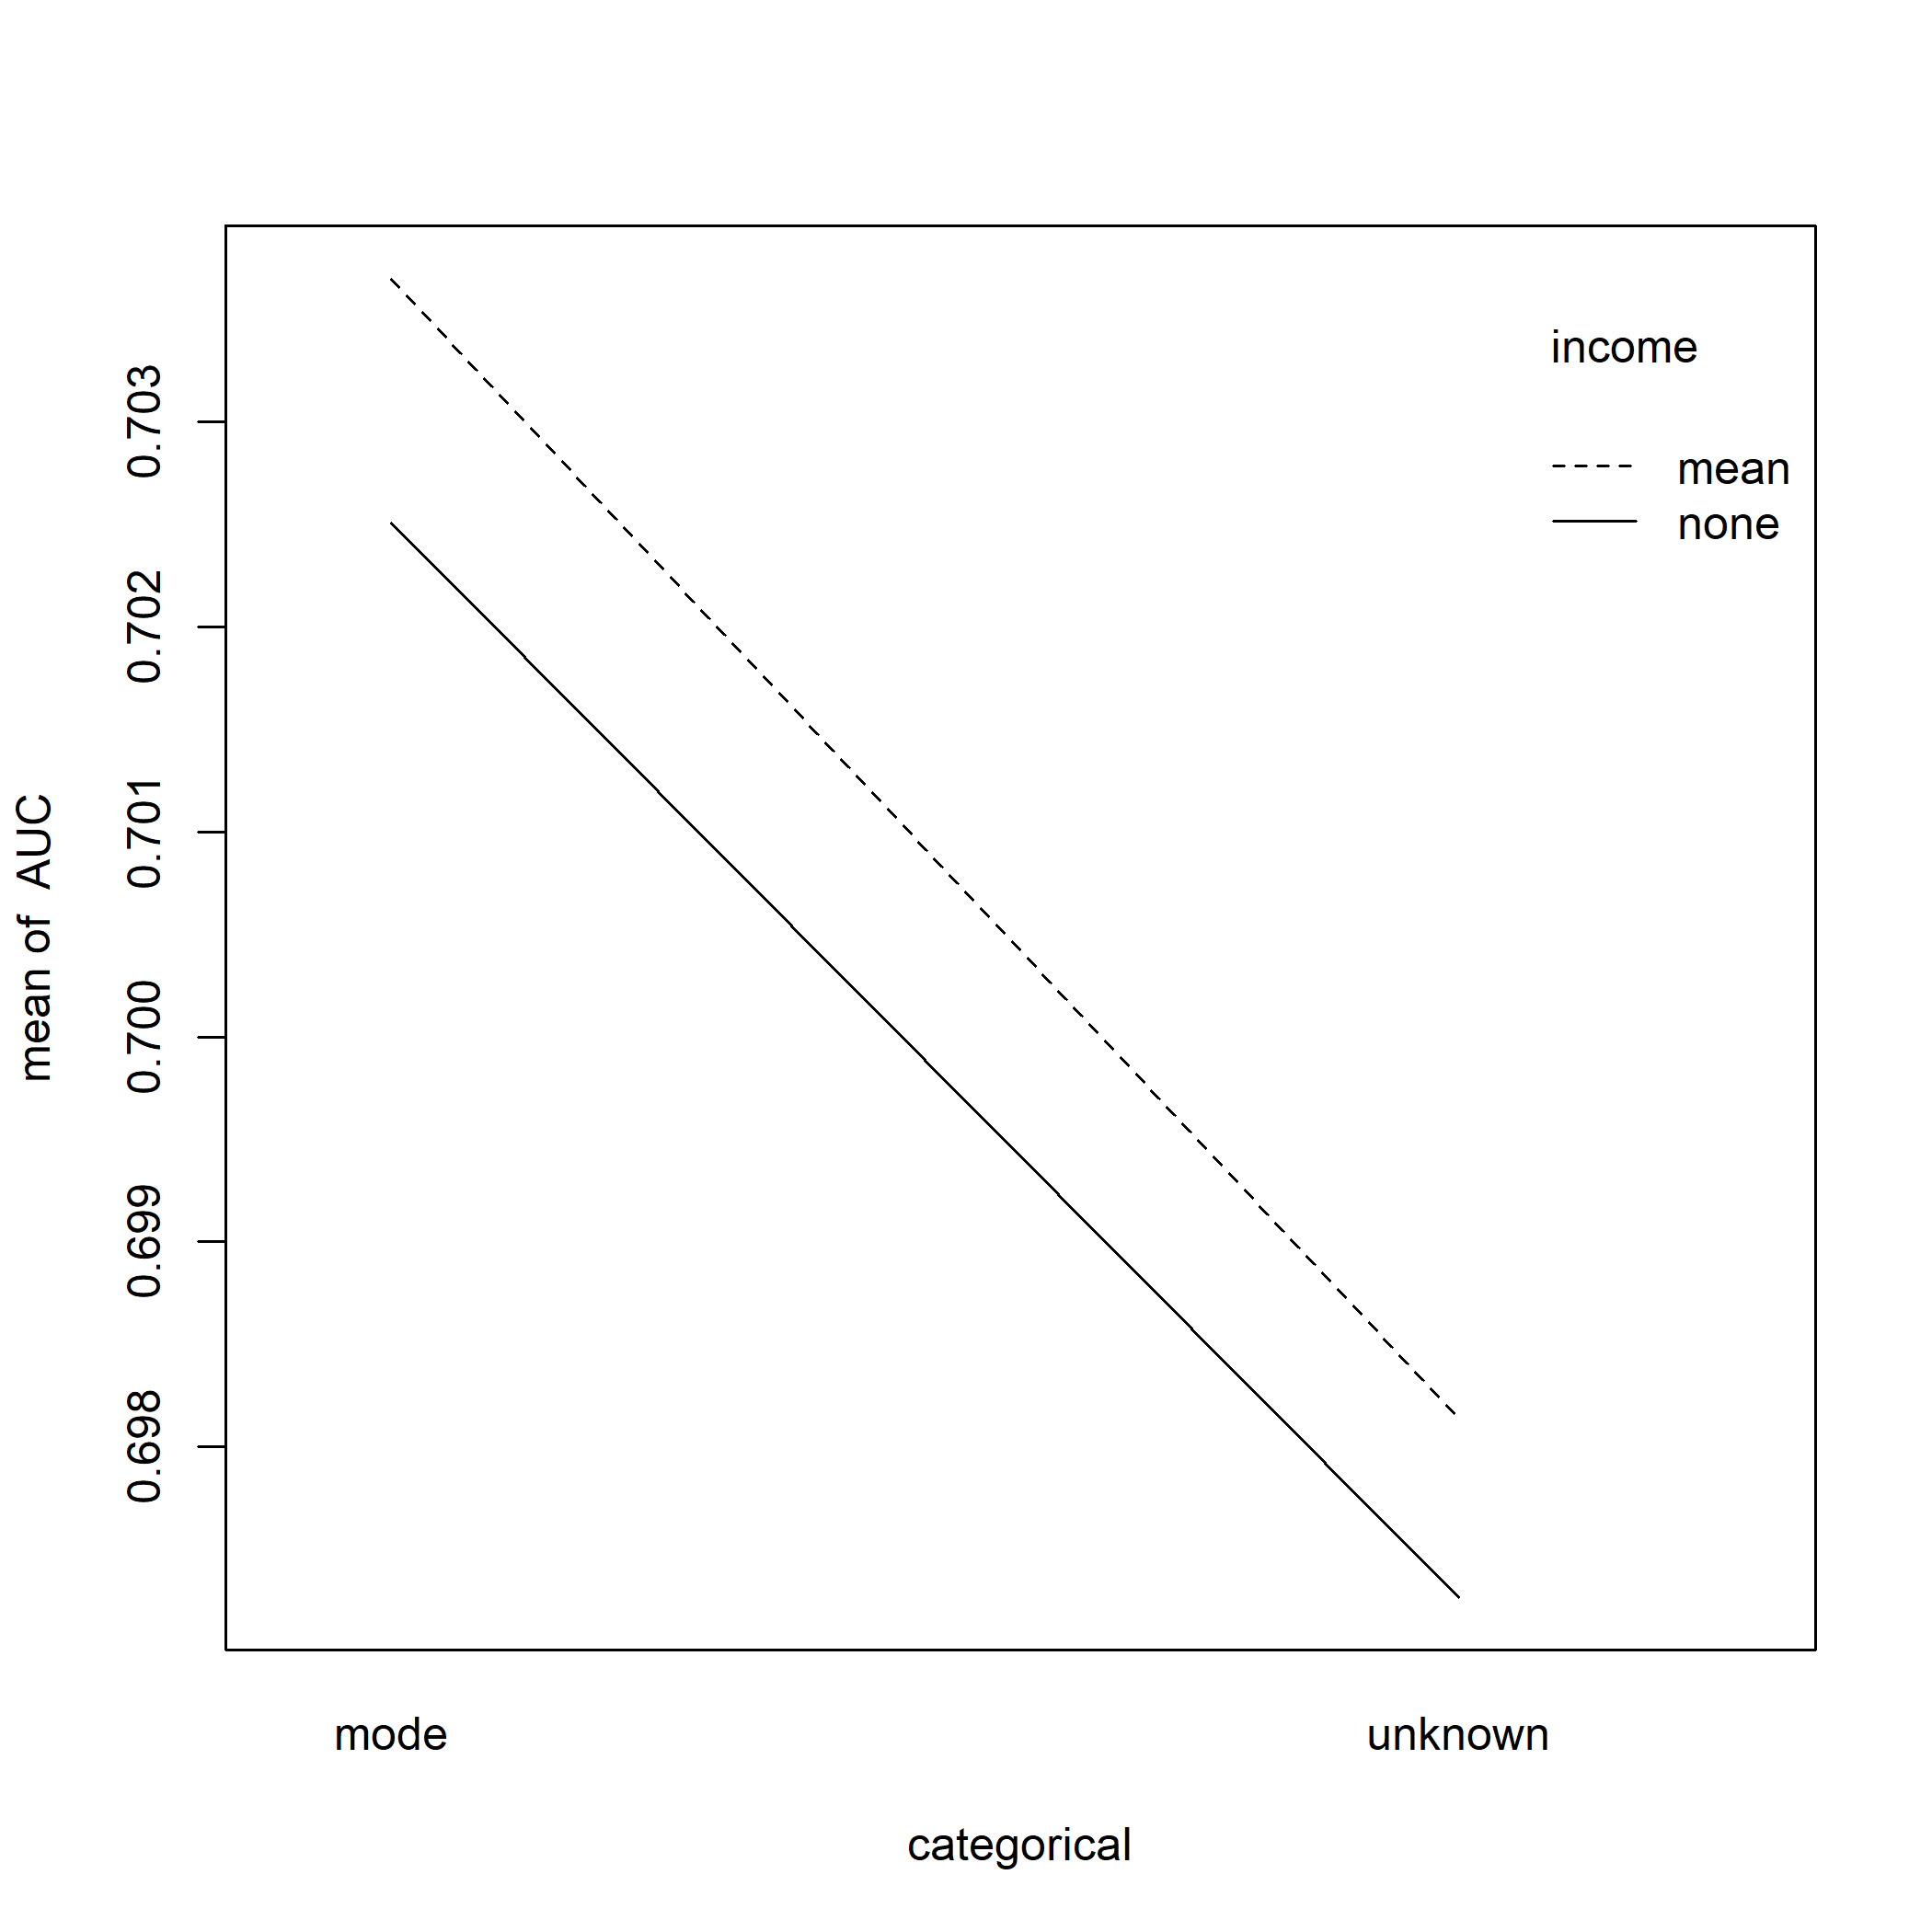 income
mean
none
mean of  AUC
0.703
0.702
0.701
0.700
0.699
0.698
mode
unknown
categorical